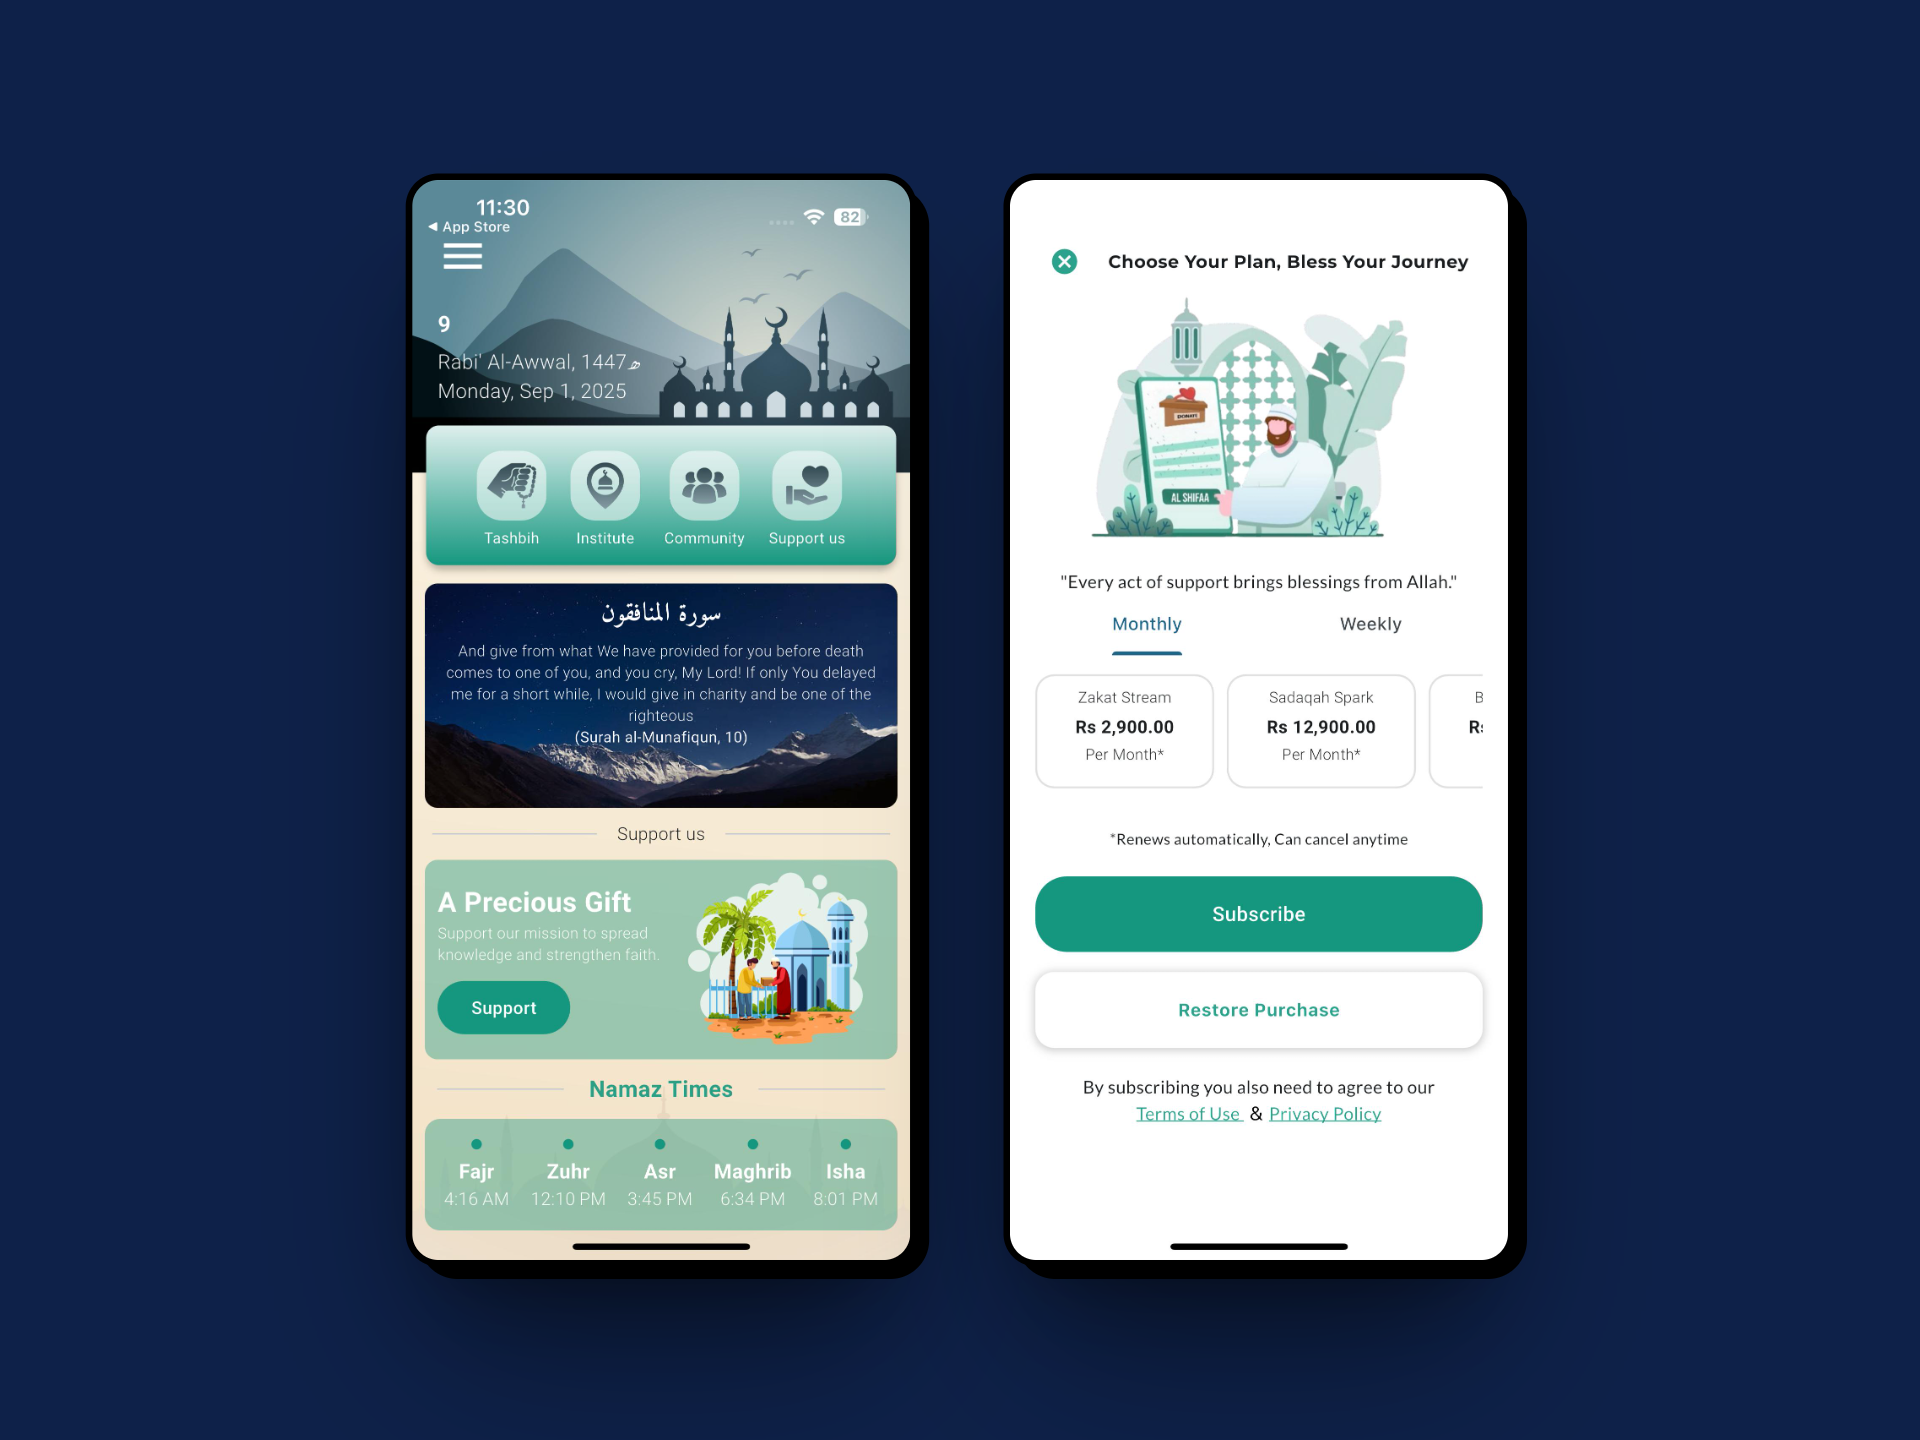 11:30
◀ App Store
82
9
Rabi' Al-Awwal, 1447ھ
Monday, Sep 1, 2025
Tashbih
Institute
Community
Support us
سورة المنافقون
And give from what We have provided for you before death
comes to one of you, and you cry, My Lord! If only You delayed
me for a short while, I would give in charity and be one of the
righteous
(Surah al-Munafiqun, 10)
Support us
A Precious Gift
Support our mission to spread
knowledge and strengthen faith.
Support
Namaz Times
Fajr
4:16 AM
Zuhr
12:10 PM
Asr
3:45 PM
Maghrib
6:34 PM
Isha
8:01 PM
Choose Your Plan, Bless Your Journey
DONATE
AL SHIFAA
"Every act of support brings blessings from Allah."
Monthly
Weekly
Zakat Stream
Rs 2,900.00
Per Month*
Sadaqah Spark
Rs 12,900.00
Per Month*
*Renews automatically, Can cancel anytime
Subscribe
Restore Purchase
By subscribing you also need to agree to our
Terms of Use & Privacy Policy